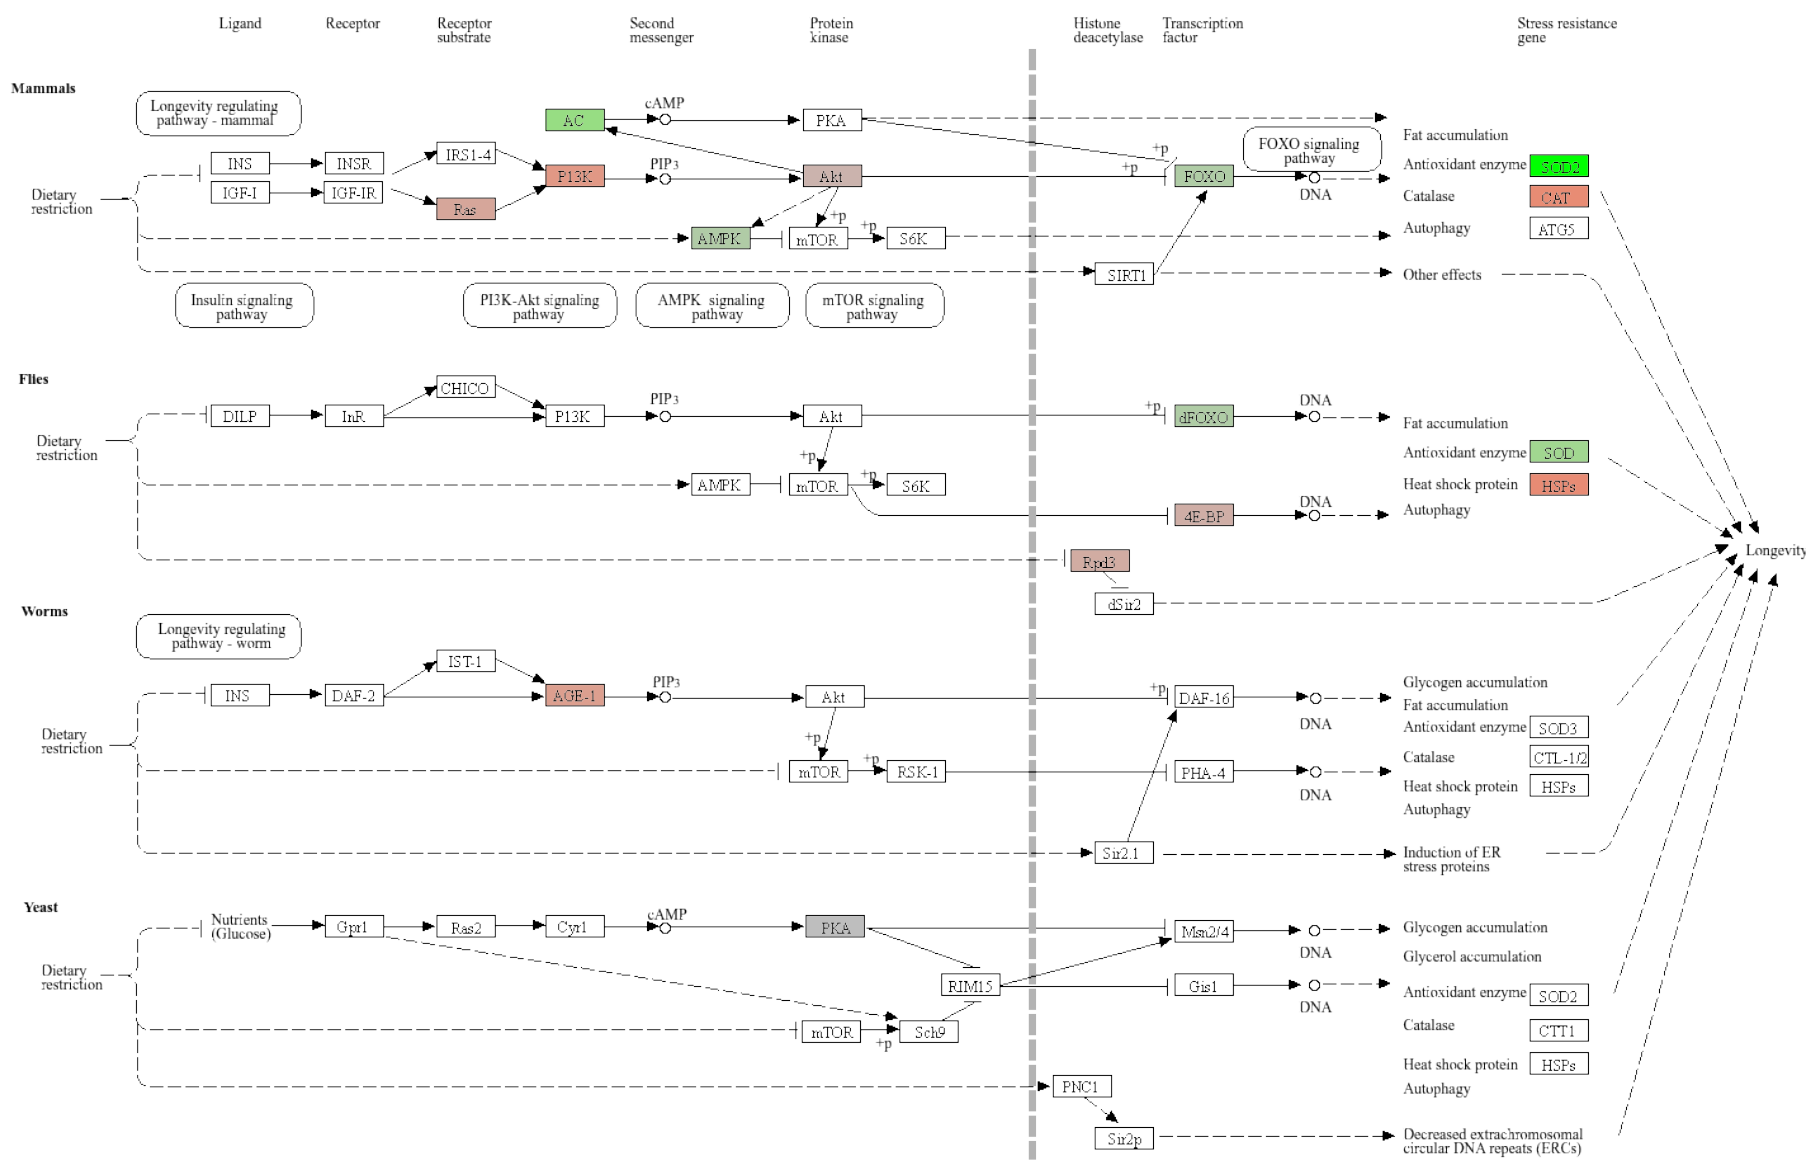 Ligand
Receptor
Receptor
substrate
Second
messenger
Protein
kinase
Histone
deacetylase
Transcription
factor
Stress resistance
gene
Mammals
Longevity regulating
pathway - mammal
AC
cAMP
PKA
+p
FOXO signaling
pathway
Fat accumulation
INS
INSR
IRS1-4
P13K
PIP3
Akt
+p
FOXO
DNA
Antioxidant enzyme
SOD2
Dietary
restriction
IGF-I
IGF-IR
Ras
Catalase
CAT
AMPK
+p
mTOR
+p
S6K
Autophagy
ATG5
SIRT1
Other effects
Insulin signaling
pathway
PI3K-Akt signaling
pathway
AMPK signaling
pathway
mTOR signaling
pathway
Flies
CHICO
DILP
InR
P13K
PIP3
Akt
+p
dFOXO
DNA
Fat accumulation
Dietary
restriction
Antioxidant enzyme
SOD
AMPK
+p
mTOR
+p
S6K
Heat shock protein
HSPs
4E-BP
DNA
Autophagy
Rpd3
dSir2
Longevity
Worms
Longevity regulating
pathway - worm
IST-1
INS
DAF-2
AGE-1
PIP3
Akt
+p
DAF-16
DNA
Glycogen accumulation
Fat accumulation
Antioxidant enzyme
SOD3
Dietary
restriction
+p
mTOR
+p
RSK-1
PHA-4
DNA
Catalase
CTL-1/2
Heat shock protein
HSPs
Autophagy
Sir2.1
Induction of ER
stress proteins
Yeast
Nutrients
(Glucose)
Gpr1
Ras2
Cyr1
cAMP
PKA
Msn2/4
DNA
Glycogen accumulation
Glycerol accumulation
Dietary
restriction
RIM15
Gis1
DNA
Antioxidant enzyme
SOD2
mTOR
+p
Sch9
Catalase
CTT1
Heat shock protein
HSPs
Autophagy
PNC1
Sir2p
Decreased extrachromosomal
circular DNA repeats (ERCs)